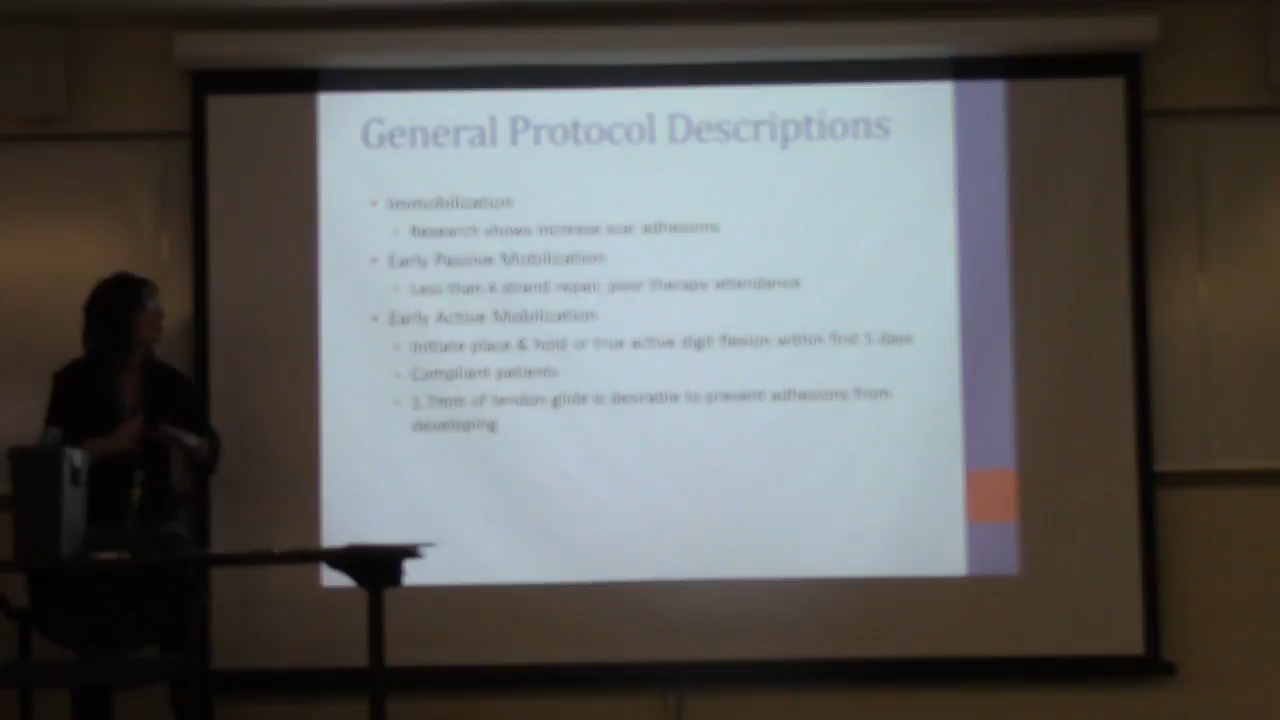 General Protocol Descriptions
Immobilization
Research shows increase scar adhesions
Early Passive Mobilization
Less than 4 strand repair, poor therapy attendance
Early Active Mobilization
Initiate place & hold or true active digit flexion within first 5 days
Compliant patients
1.7mm of tendon glide is desirable to prevent adhesions from
developing